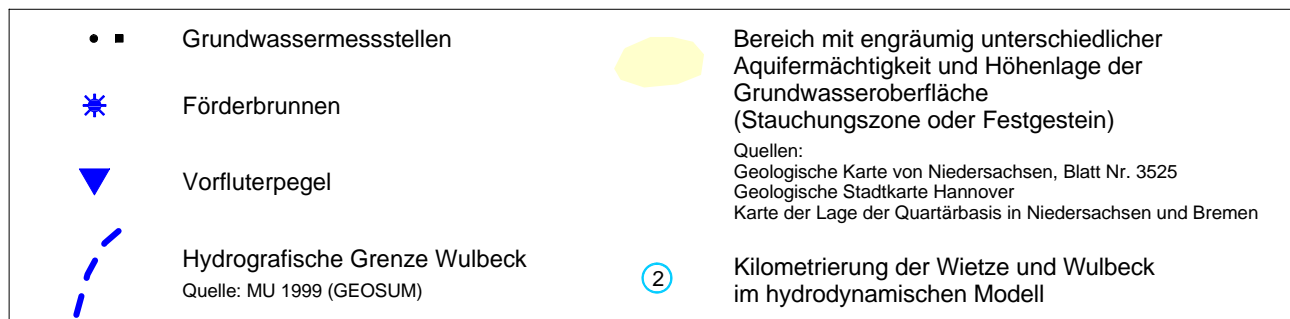 Grundwassermessstellen
Förderbrunnen
Vorfluterpegel
Hydrografische Grenze Wulbeck
Quelle: MU 1999 (GEOSUM)
Bereich mit engräumig unterschiedlicher
Aquifermächtigkeit und Höhenlage der
Grundwasseroberfläche
(Stauchungszone oder Festgestein)
Quellen:
Geologische Karte von Niedersachsen, Blatt Nr. 3525
Geologische Stadtkarte Hannover
Karte der Lage der Quartärbasis in Niedersachsen und Bremen
2
Kilometrierung der Wietze und Wulbeck
im hydrodynamischen Modell